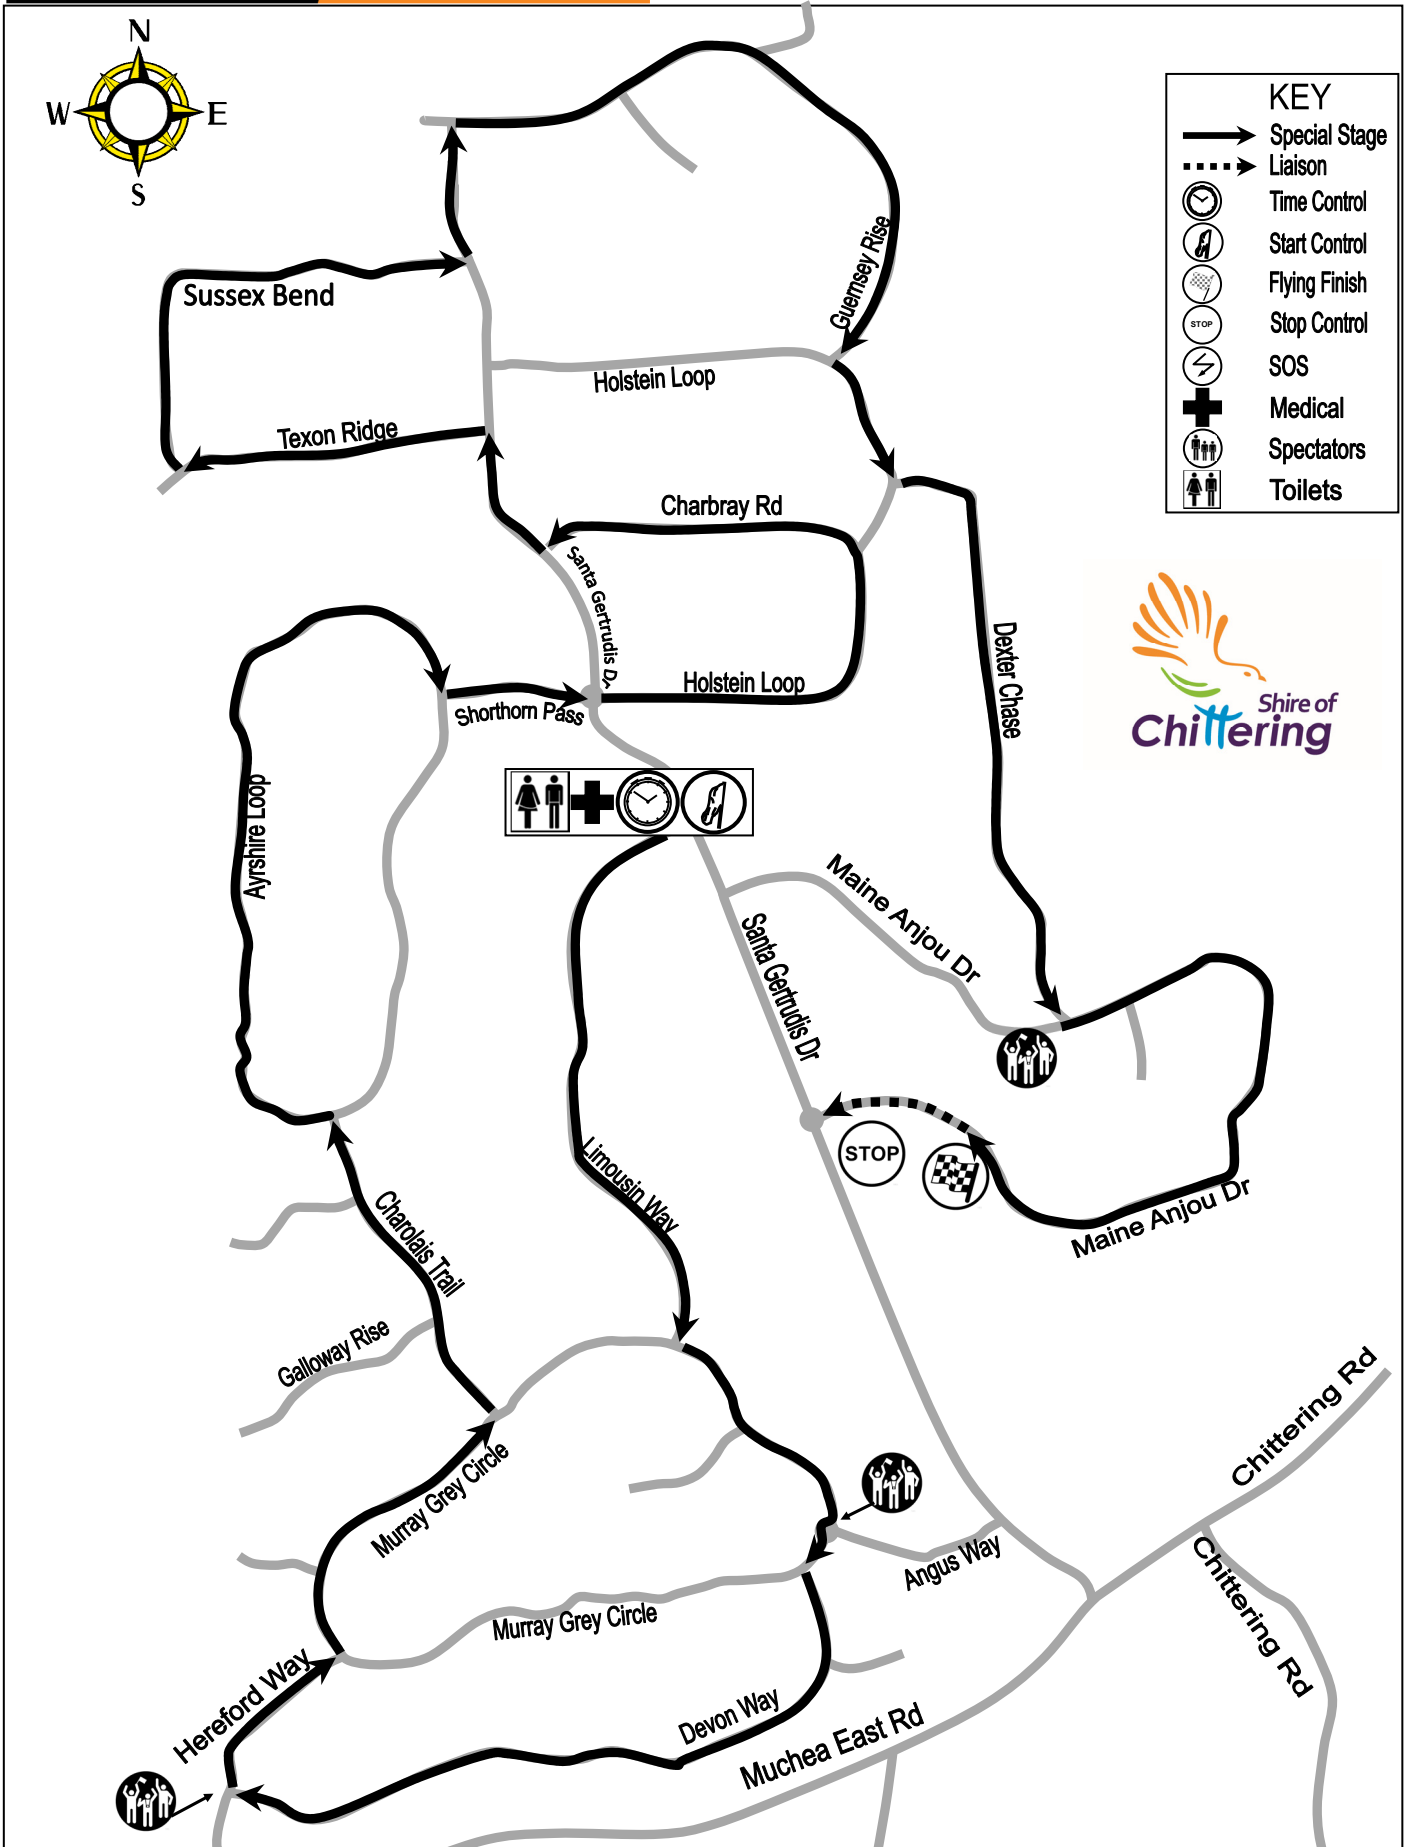 N
W
E
S
KEY
Special Stage
Liaison
Time Control
Start Control
Flying Finish
STOP
Stop Control
SOS
Medical
Spectators
Toilets
Guernsey Rise
Sussex Bend
Holstein Loop
Texon Ridge
Charbray Rd
Santa Gertrudis Dr
Holstein Loop
Dexter Chase
Shorthorn Pass
Shire of
Chittering
Ayrshire Loop
Maine Anjou Dr
Santa Gertrudis Dr
STOP
Maine Anjou Dr
Limousin Way
Charolais Trail
Galloway Rise
Murray Grey Circle
Chittering Rd
Angus Way
Chittering Rd
Murray Grey Circle
Hereford Way
Devon Way
Muchea East Rd